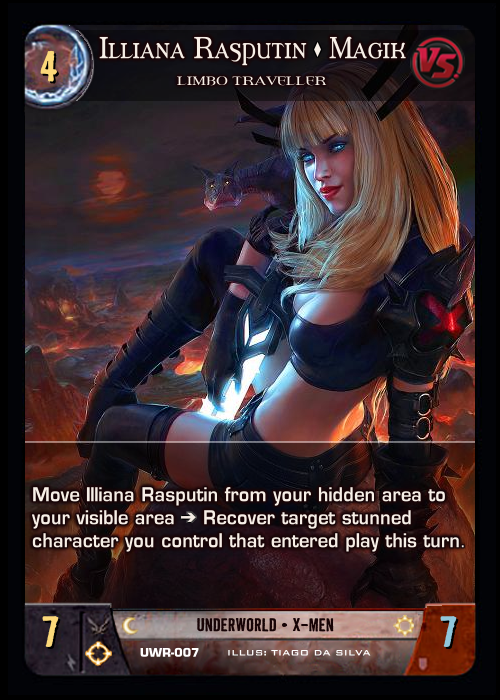 4
Illiana Rasputin ♦ Magik
VS.
LIMBO TRAVELLER
Move Illiana Rasputin from your hidden area to
your visible area ➔ Recover target stunned
character you control that entered play this turn.
7
UNDERWORLD • X-MEN
7
UWR-007 ILLUS: TIAGO DA SILVA